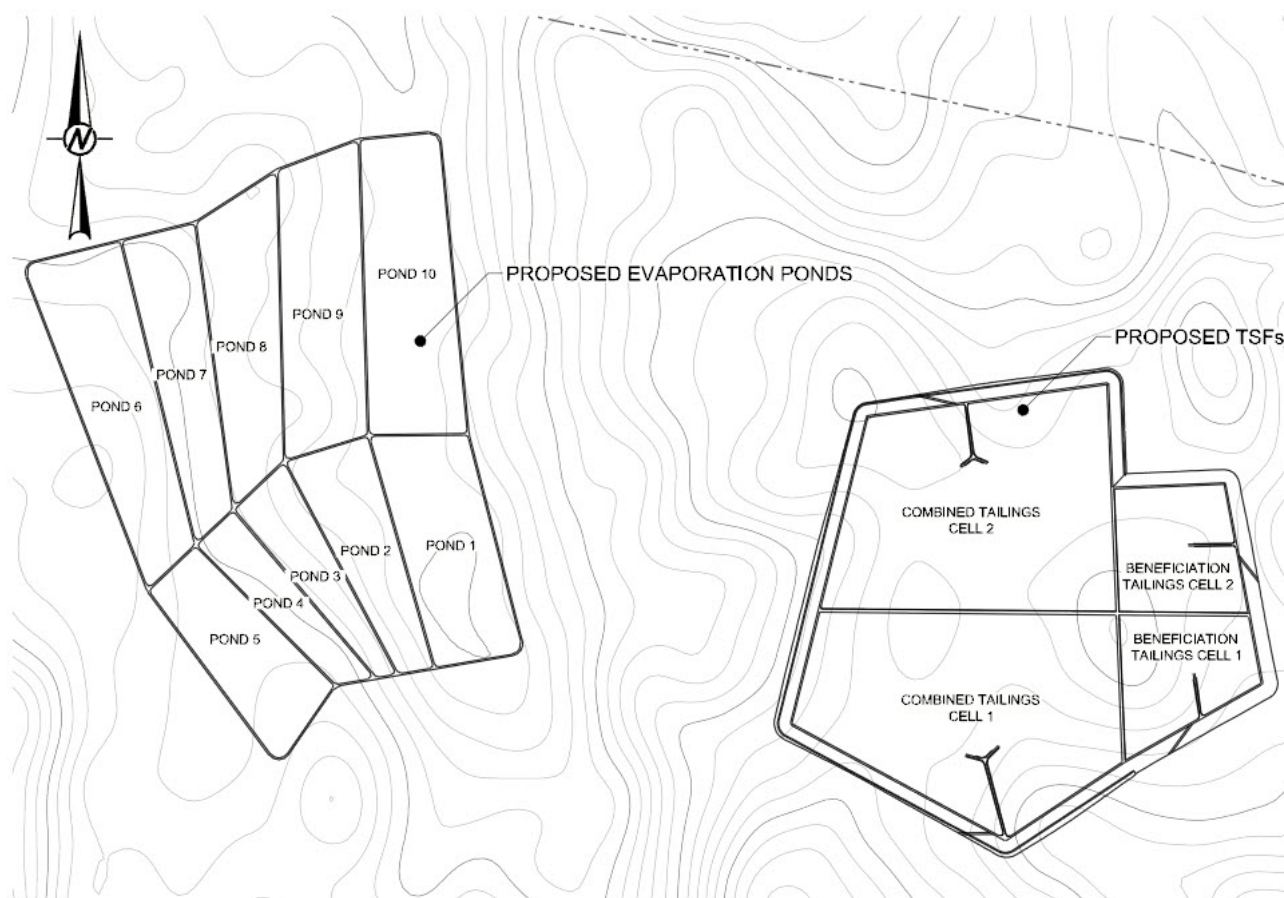 N
POND 10
PROPOSED EVAPORATION PONDS
POND 9
PROPOSED TSFs
POND 8
POND 7
POND 6
COMBINED TAILINGS
CELL 2
POND 1
POND 2
BENEFICIATION
TAILINGS CELL 2
POND 3
POND 4
POND 5
BENEFICIATION
TAILINGS CELL 1
COMBINED TAILINGS
CELL 1